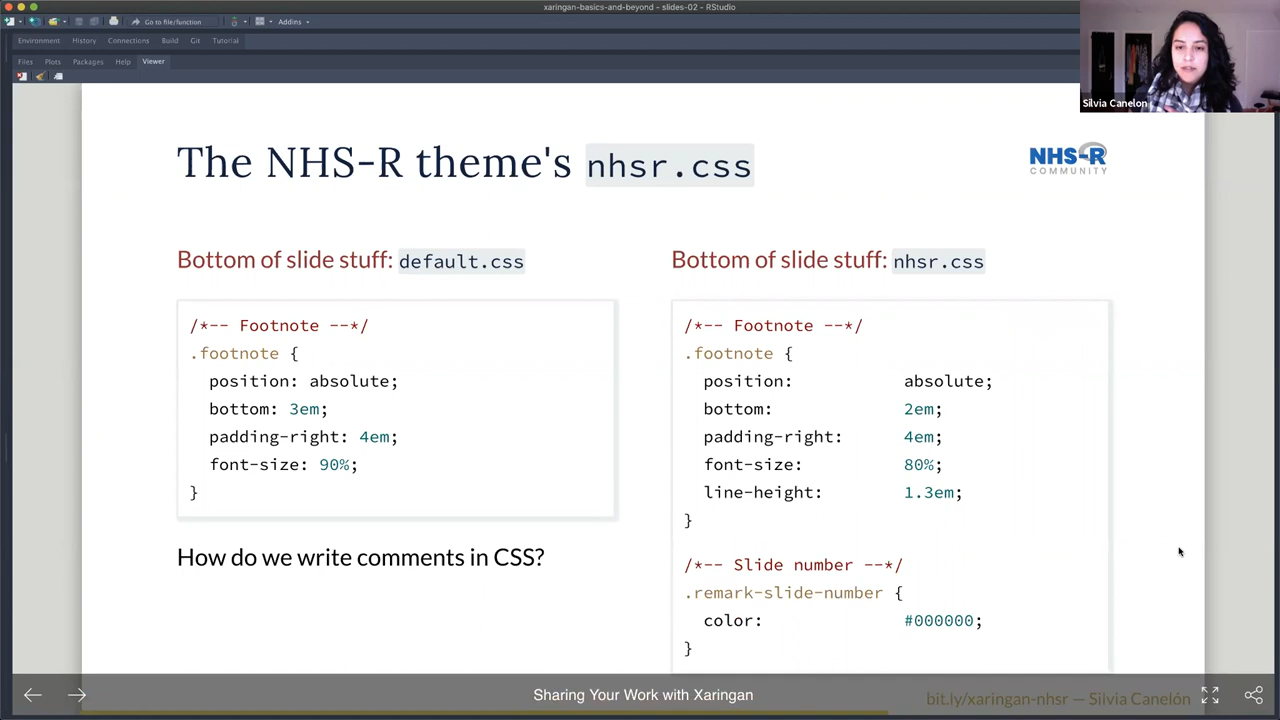 xaringan-basics-and-beyond - slides-02 - RStudio
Go to file/function
Addins
Environment History Connections Build Git Tutorial
Files Plots Packages Help Viewer
Silvia Canelon
The NHS-R theme's nhsr.css
NHS-R
COMMUNITY
Bottom of slide stuff: default.css
/*-- Footnote --*/
.footnote {
position: absolute;
bottom: 3em;
padding-right: 4em;
font-size: 90%;
}
How do we write comments in CSS?
Bottom of slide stuff: nhsr.css
/*-- Footnote --*/
.footnote {
position: absolute;
bottom: 2em;
padding-right: 4em;
font-size: 80%;
line-height: 1.3em;
}
/*-- Slide number --*/
.remark-slide-number {
color: #000000;
}
Sharing Your Work with Xaringan
bit.ly/xaringan-nhsr — Silvia Canelón